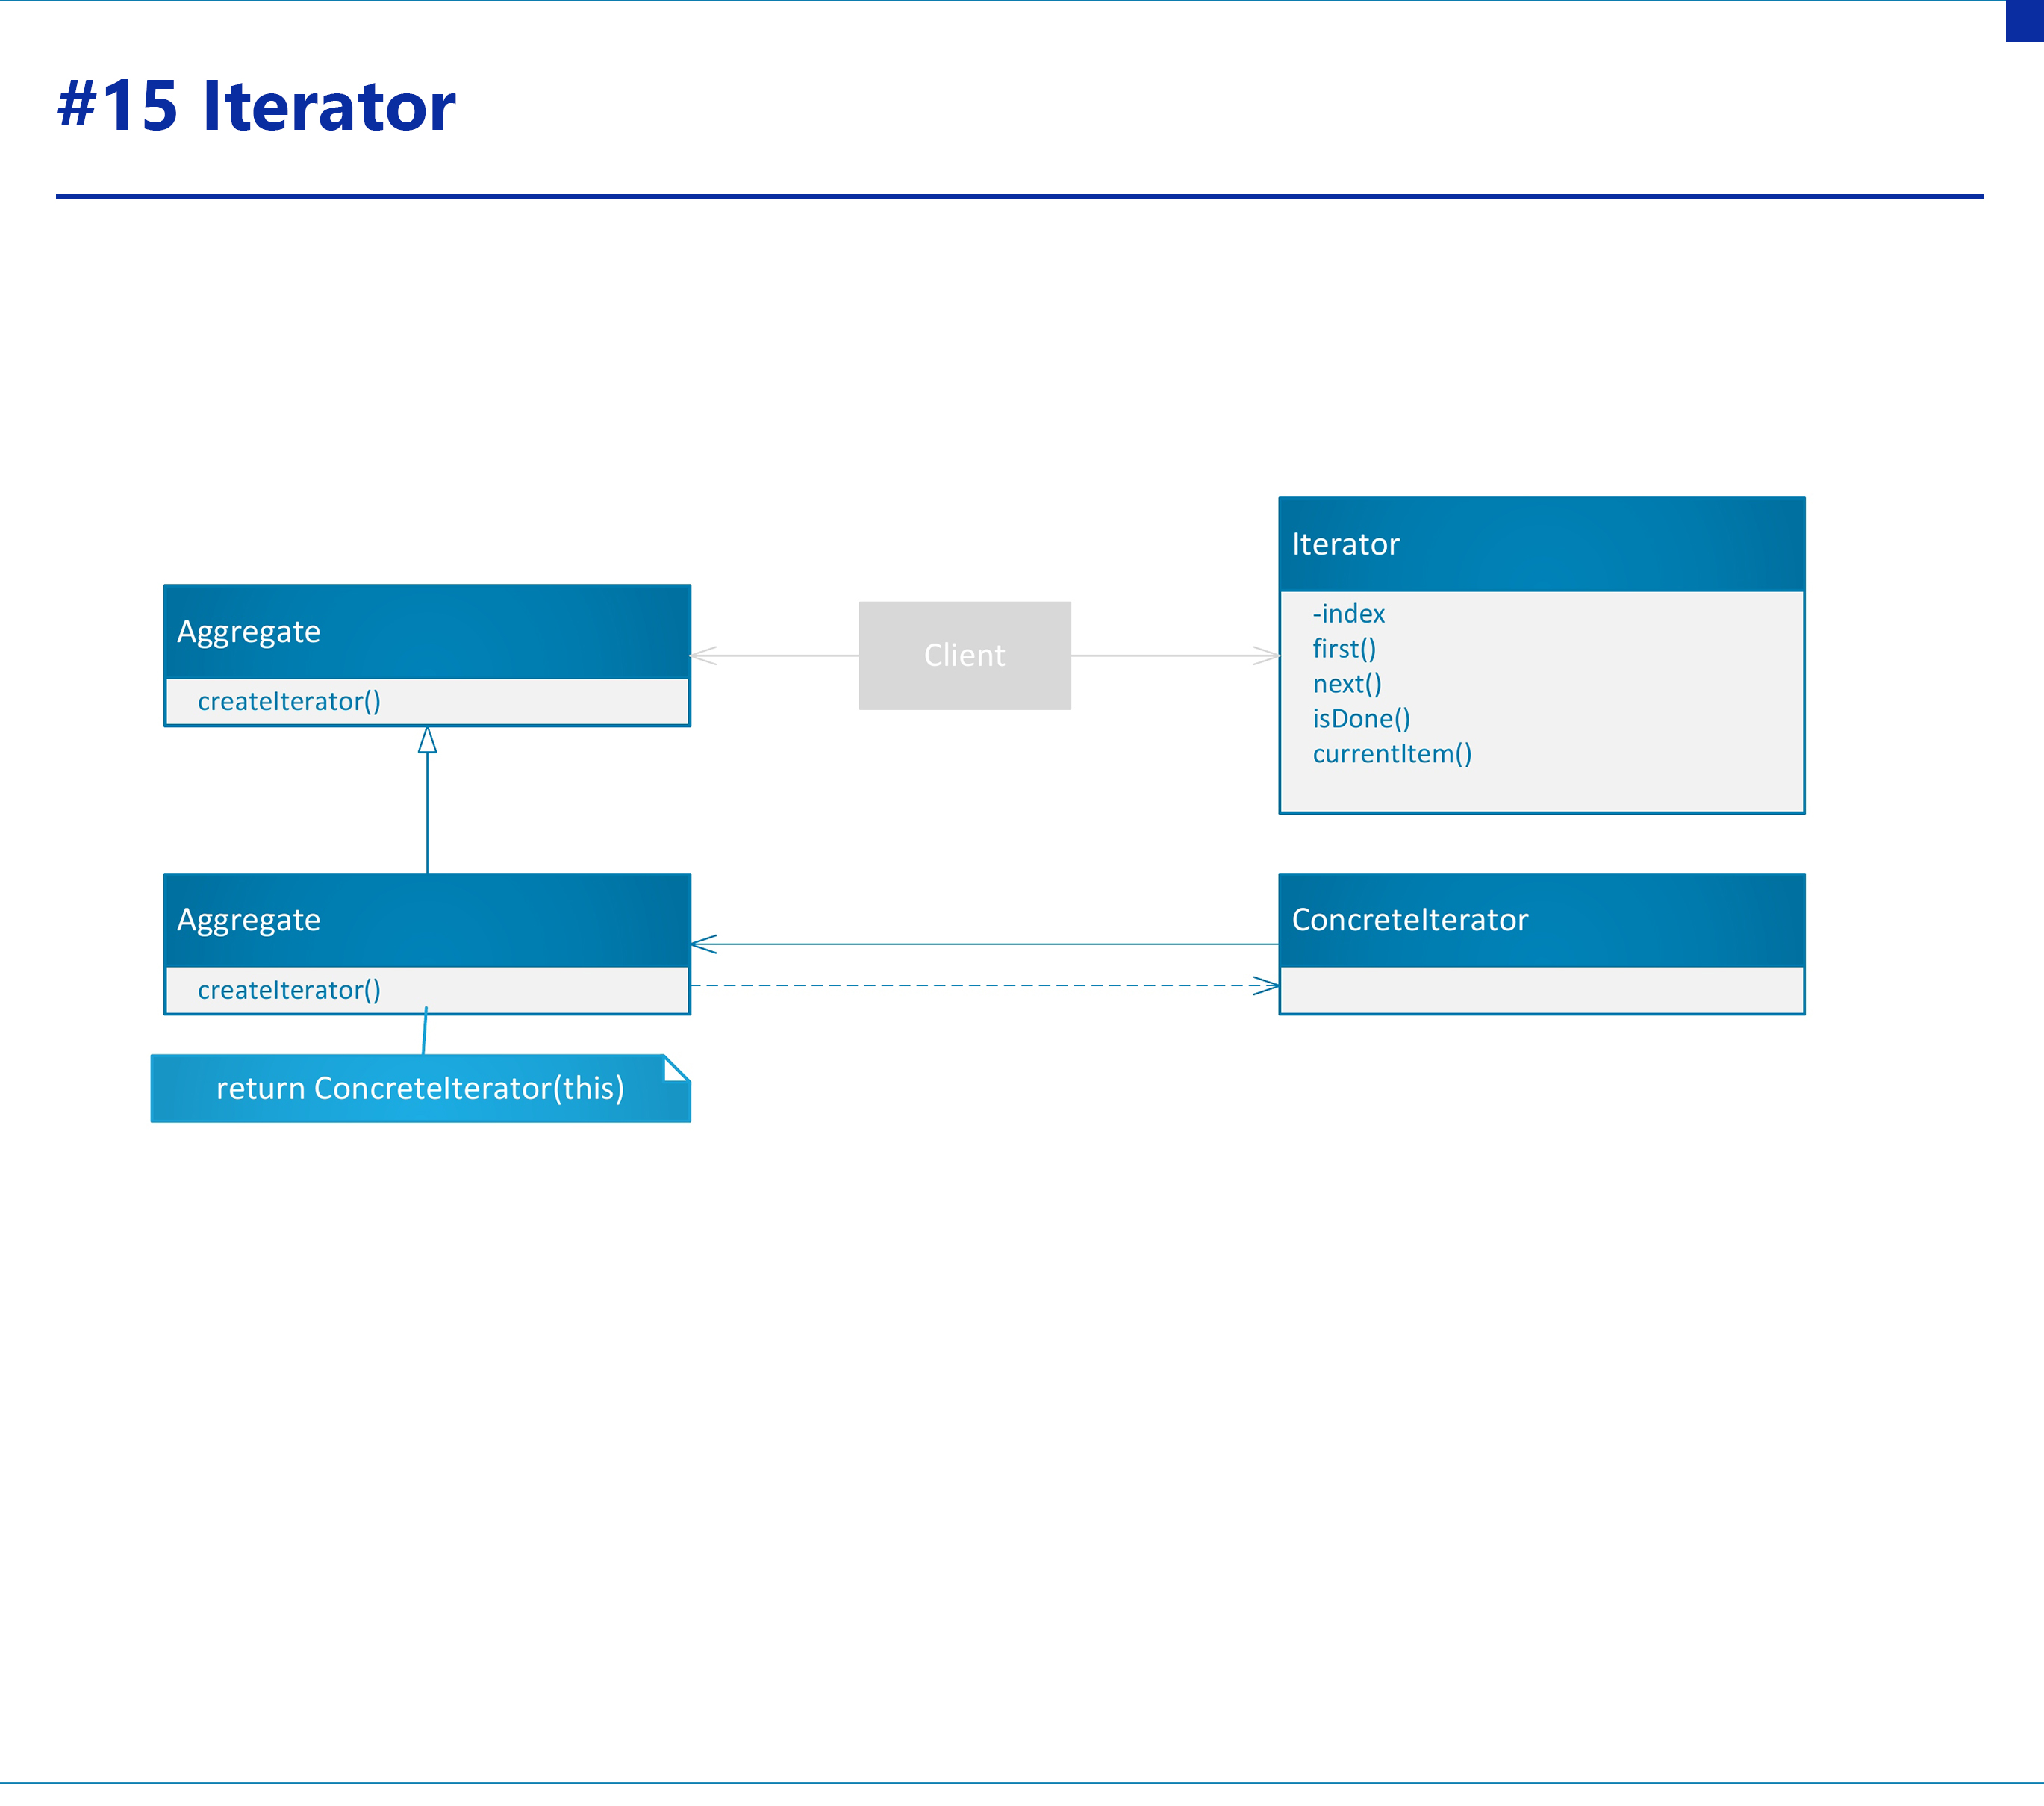 #15 Iterator
Aggregate
createIterator()
Client
Iterator
-index
first()
next()
isDone()
currentItem()
Aggregate
createIterator()
ConcreteIterator
return ConcreteIterator(this)